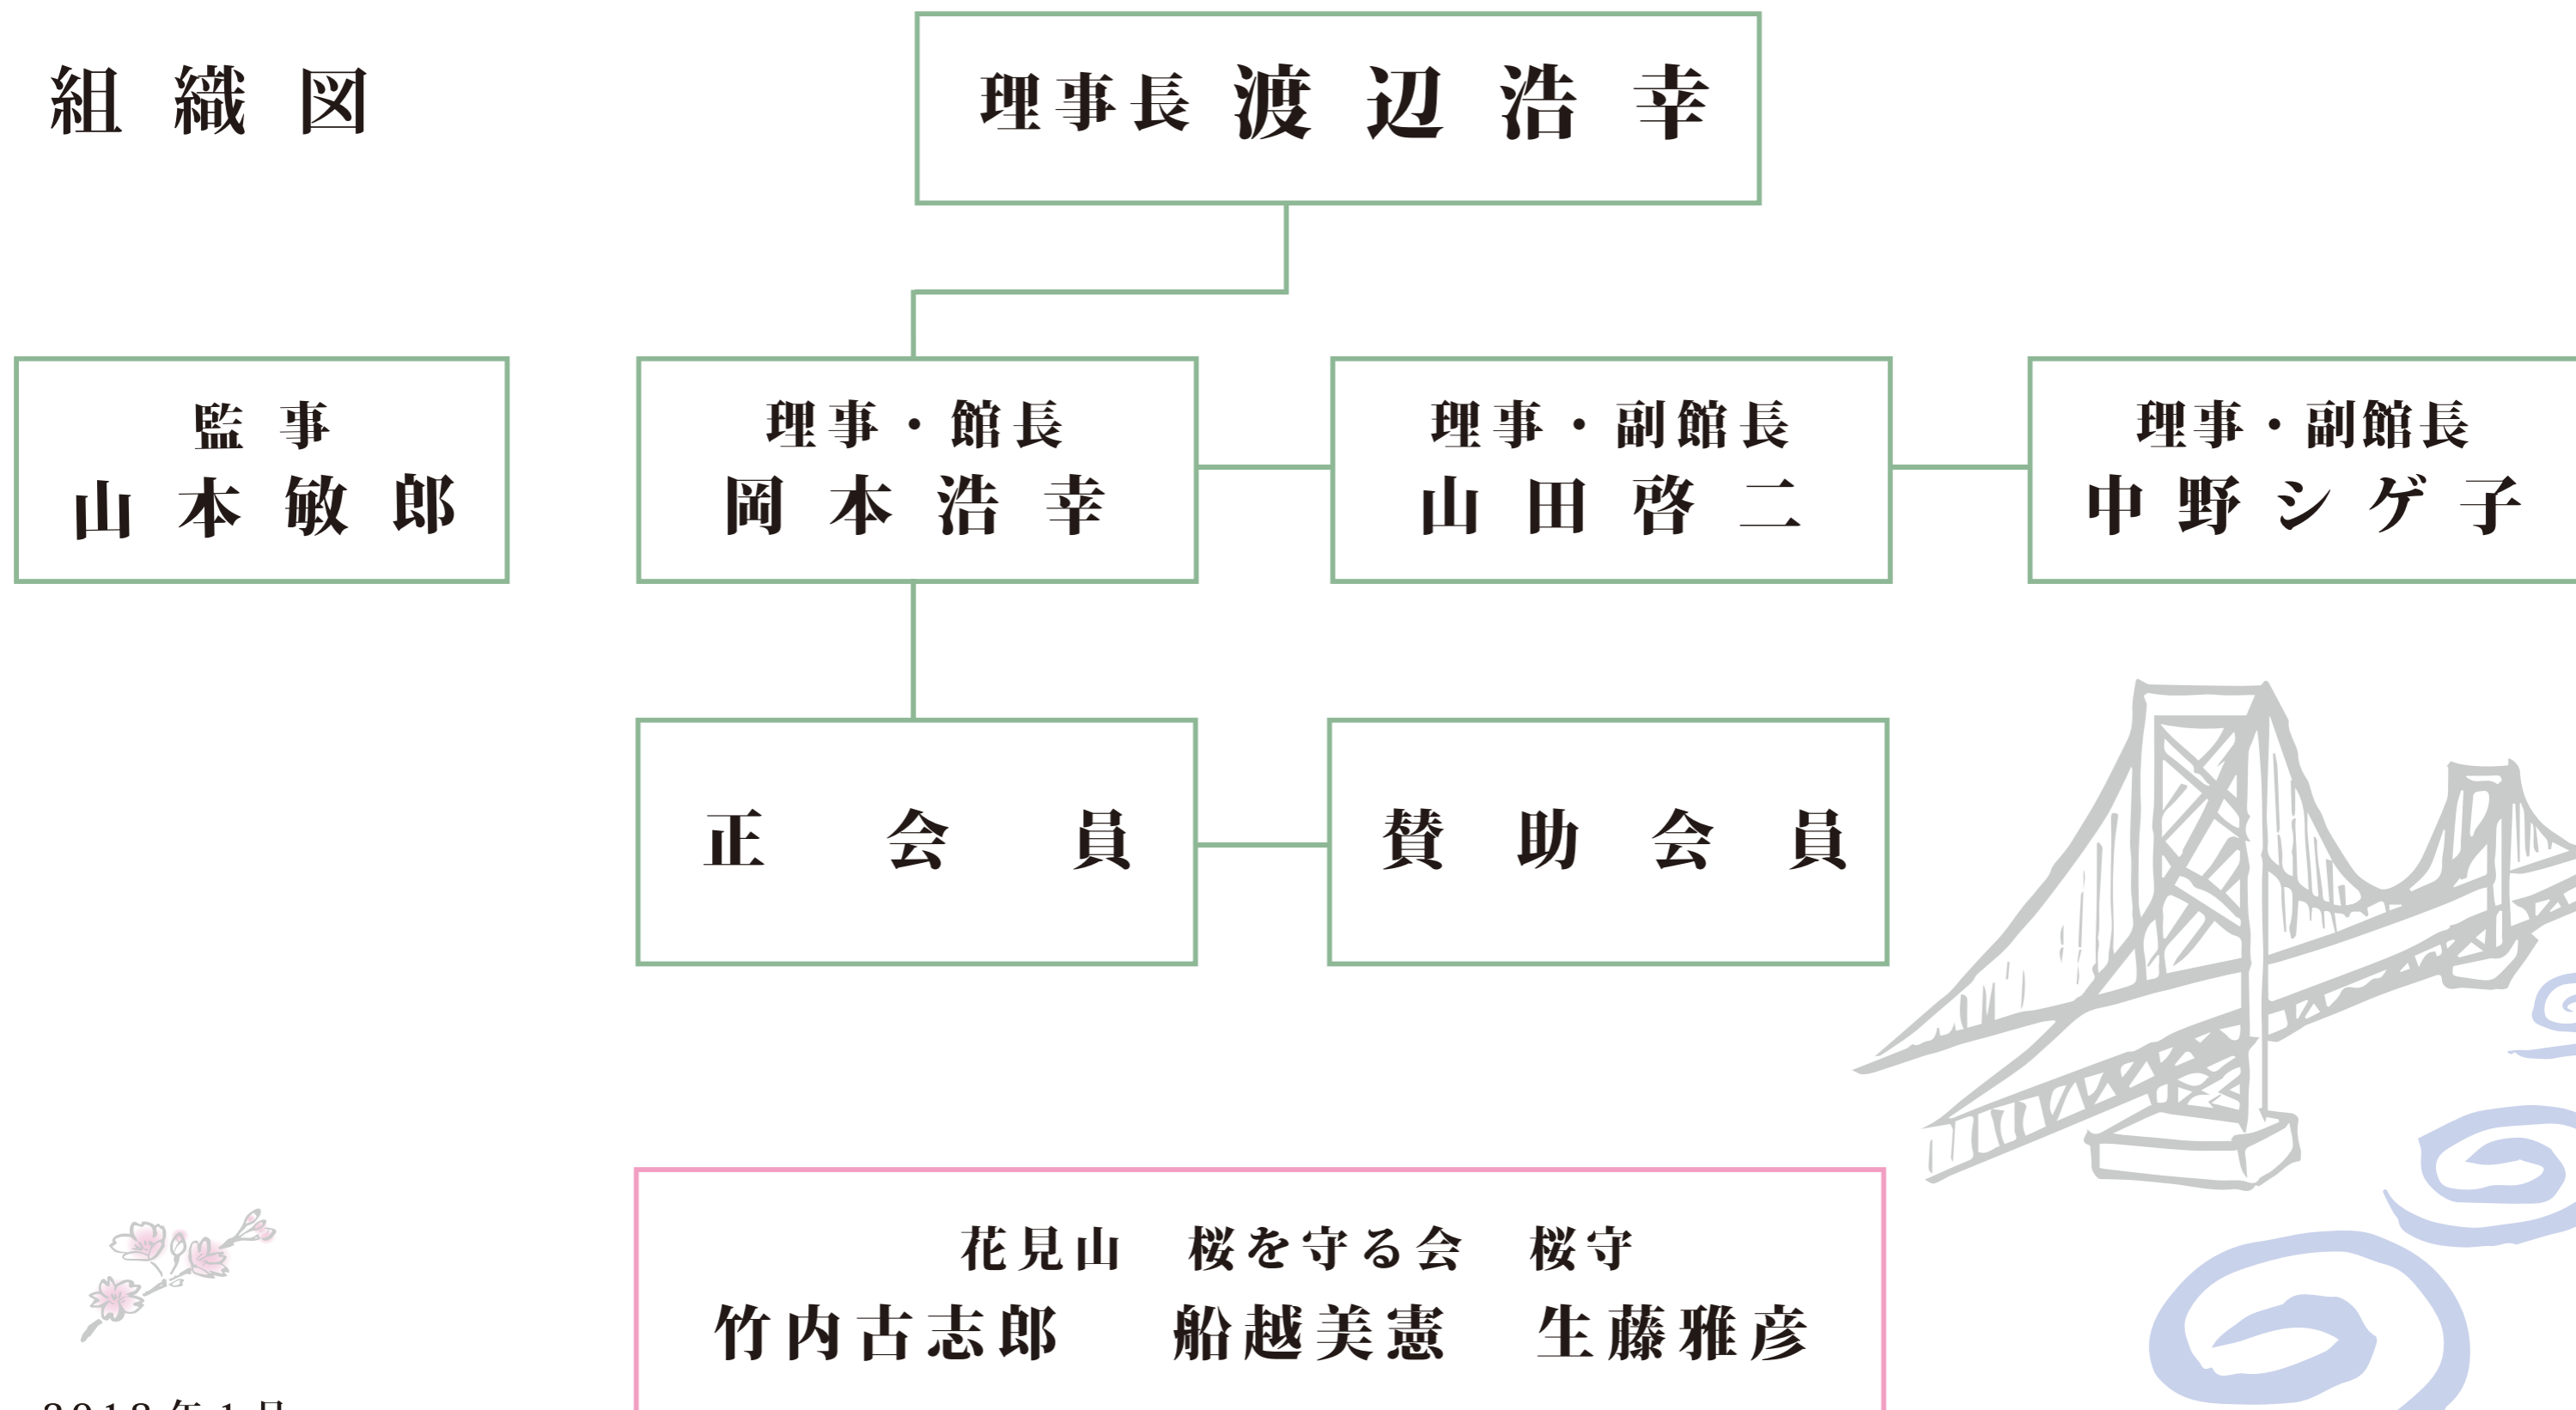 組織図
理事長 渡辺浩幸
監事
山本敏郎
理事・館長
岡本浩幸
理事・副館長
山田啓二
理事・副館長
中野シゲ子
正会員
賛助会員
花見山　桜を守る会　桜守
竹内古志郎　船越美憲　生藤雅彦